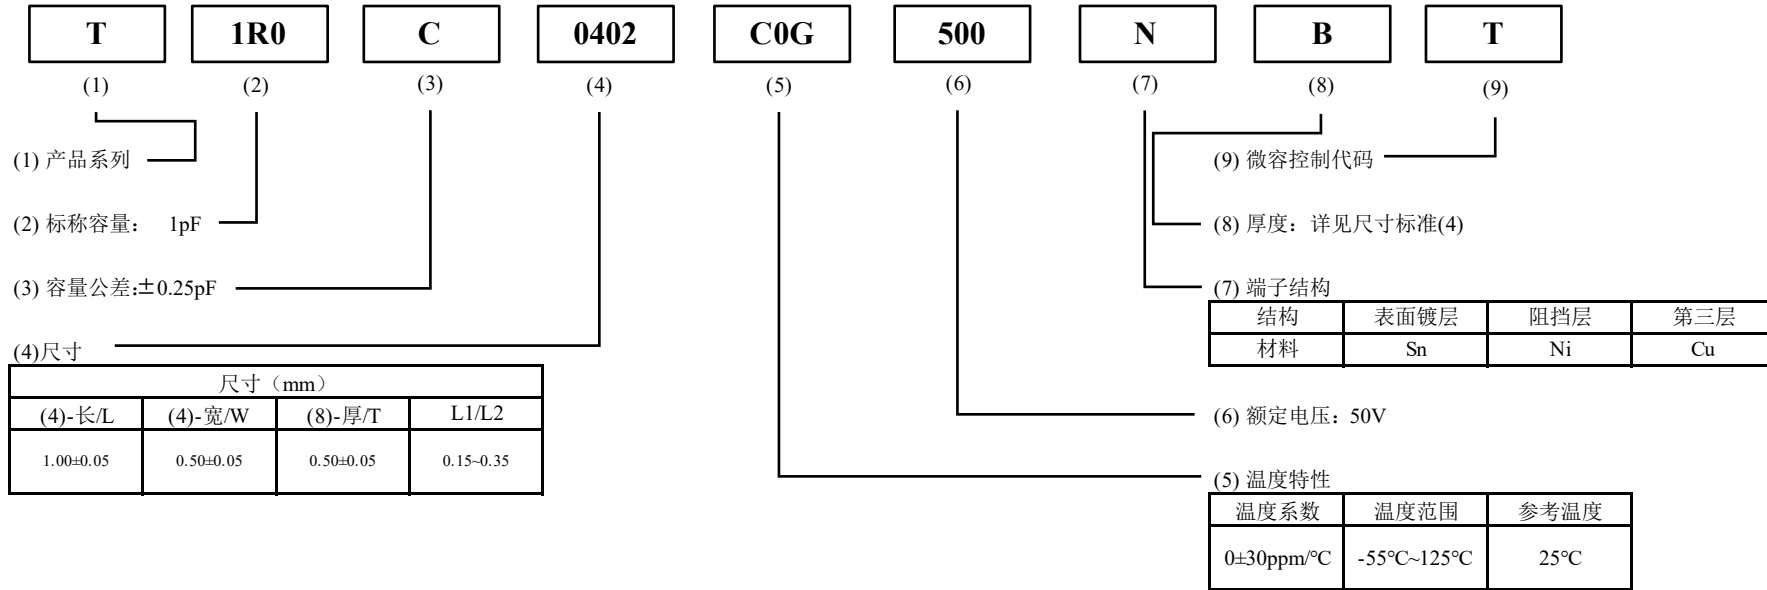 T 1R0 C 0402 C0G 500 N B T
(1) (2) (3) (4) (5) (6) (7) (8) (9)
(1) 产品系列
(2) 标称容量： 1pF
(3) 容量公差:±0.25pF
(4)尺寸
尺寸（mm）
(4)-长/L (4)-宽/W (8)-厚/T L1/L2
1.00±0.05 0.50±0.05 0.50±0.05 0.15~0.35
(9) 微容控制代码
(8) 厚度：详见尺寸标准(4)
(7) 端子结构
结构 表面镀层 阻挡层 第三层
材料 Sn Ni Cu
(6) 额定电压：50V
(5) 温度特性
温度系数 温度范围 参考温度
0±30ppm/℃ -55℃~125℃ 25℃